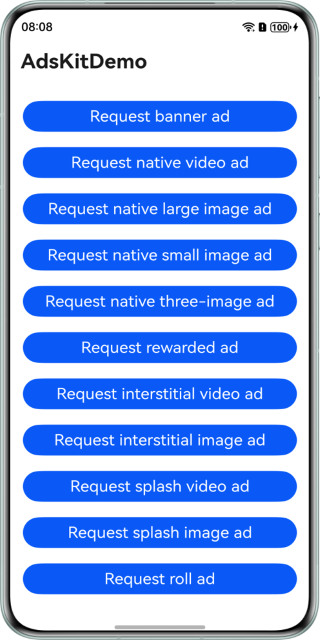 08:08
100
AdsKitDemo
Request banner ad
Request native video ad
Request native large image ad
Request native small image ad
Request native three-image ad
Request rewarded ad
Request interstitial video ad
Request interstitial image ad
Request splash video ad
Request splash image ad
Request roll ad